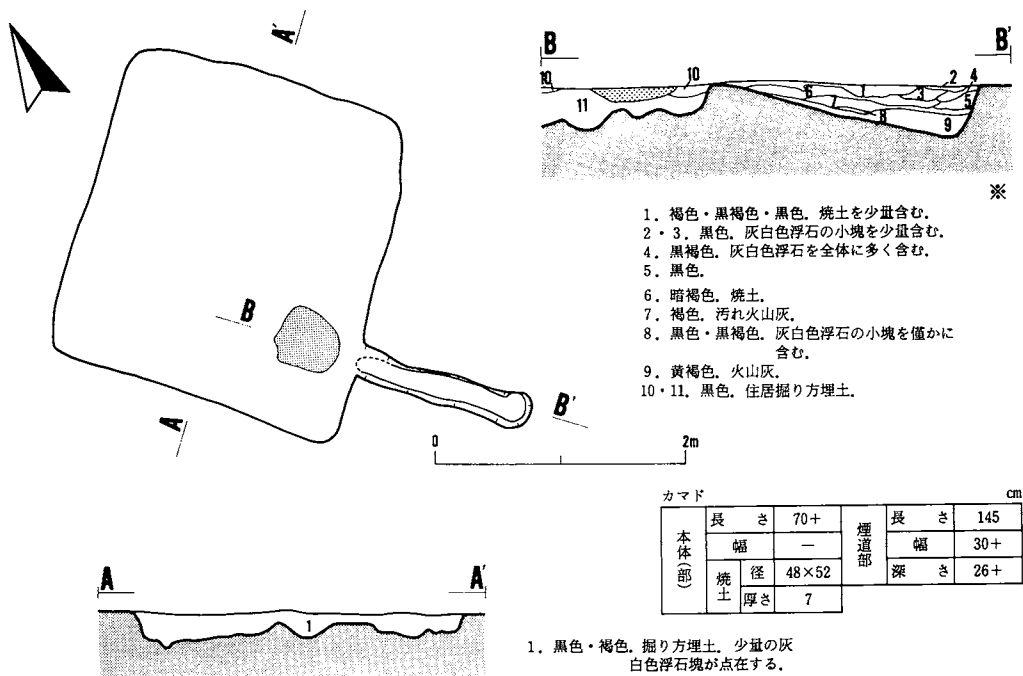 A'
B
B'
10
10
2
4
6
1
3
5
7
11
8
9
※
1．褐色・黒褐色・黒色．焼土を少量含む．
2・3．黒色．灰白色浮石の小塊を少量含む．
4．黒褐色．灰白色浮石を全体に多く含む．
5．黒色．
6．暗褐色．焼土．
7．褐色．汚れ火山灰．
8．黒色・黒褐色．灰白色浮石の小塊を僅かに
含む．
9．黄褐色．火山灰．
10・11．黒色．住居掘り方埋土．
B
B'
A
0 2m
カマド cm
本体(部) 長さ 70+ 煙道部 長さ 145
幅 — 幅 30+
焼土 径 48×52 深さ 26+
厚さ 7
A A'
1
1．黒色・褐色．掘り方埋土．少量の灰
白色浮石塊が点在する．